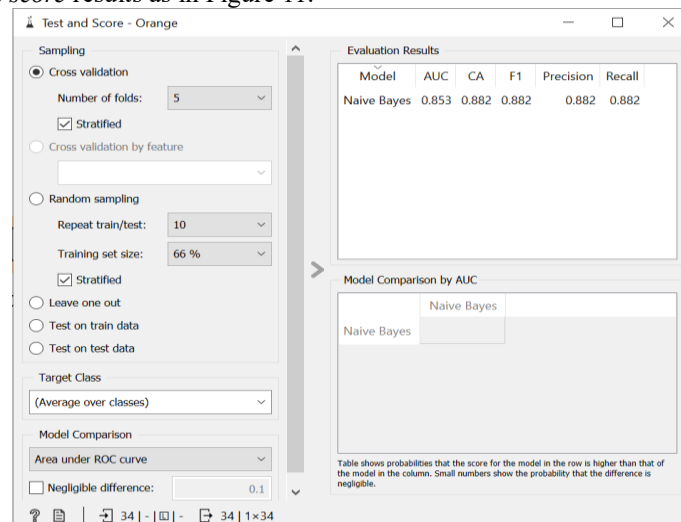 score results as in Figure 11.
Test and Score - Orange
Sampling
Cross validation
Number of folds: 5
Stratified
Cross validation by feature
Random sampling
Repeat train/test: 10
Training set size: 66 %
Stratified
Leave one out
Test on train data
Test on test data
Target Class
(Average over classes)
Model Comparison
Area under ROC curve
Negligible difference: 0.1
34 | - | - 34 | 1×34
Evaluation Results
Model AUC CA F1 Precision Recall
Naive Bayes 0.853 0.882 0.882 0.882 0.882
Model Comparison by AUC
Naive Bayes
Naive Bayes
Table shows probabilities that the score for the model in the row is higher than that of
the model in the column. Small numbers show the probability that the difference is
negligible.